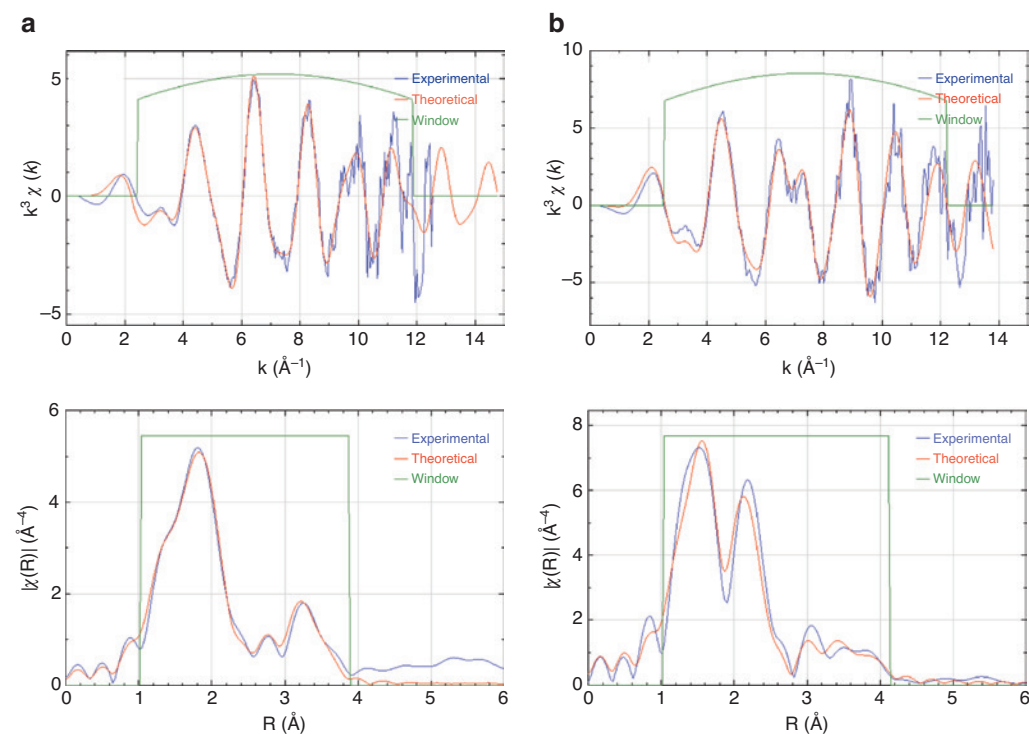 a
b
5
0
−5
k³ χ (k)
Experimental
Theoretical
Window
0 2 4 6 8 10 12 14
k (Å⁻¹)
10
5
0
−5
k³ χ (k)
Experimental
Theoretical
Window
0 2 4 6 8 10 12 14
k (Å⁻¹)
6
4
2
0
|χ(R)| (Å⁻⁴)
Experimental
Theoretical
Window
0 1 2 3 4 5 6
R (Å)
8
6
4
2
0
|χ(R)| (Å⁻⁴)
Experimental
Theoretical
Window
0 1 2 3 4 5 6
R (Å)